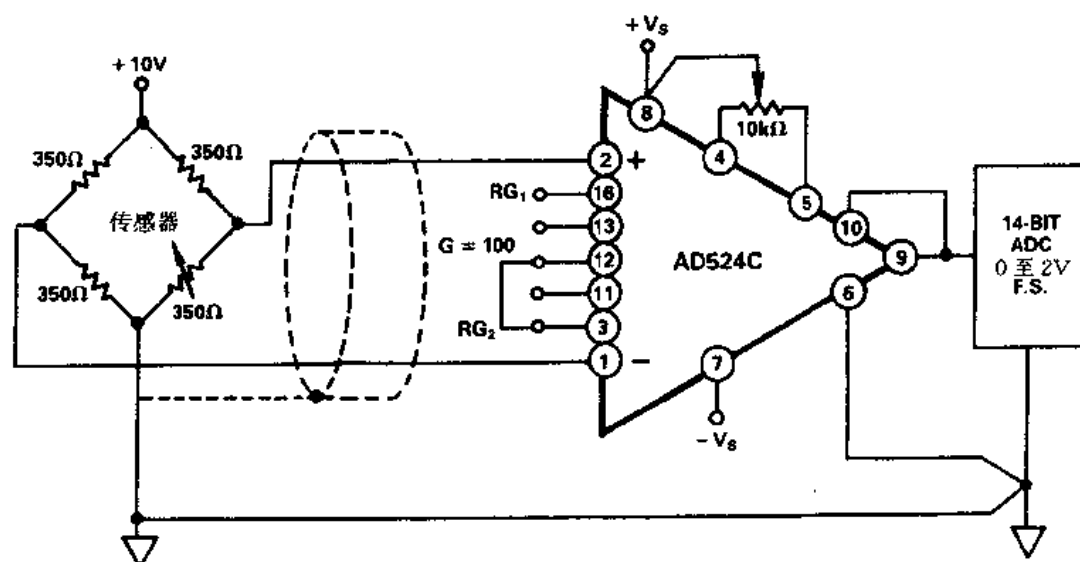 +10V
350Ω
350Ω
传感器
350Ω
350Ω
RG₁
G = 100
RG₂
+Vs
8
10kΩ
4
5
10
9
6
7
-Vs
2
+
16
13
12
11
3
1
−
AD524C
14-BIT
ADC
0 至 2V
F.S.